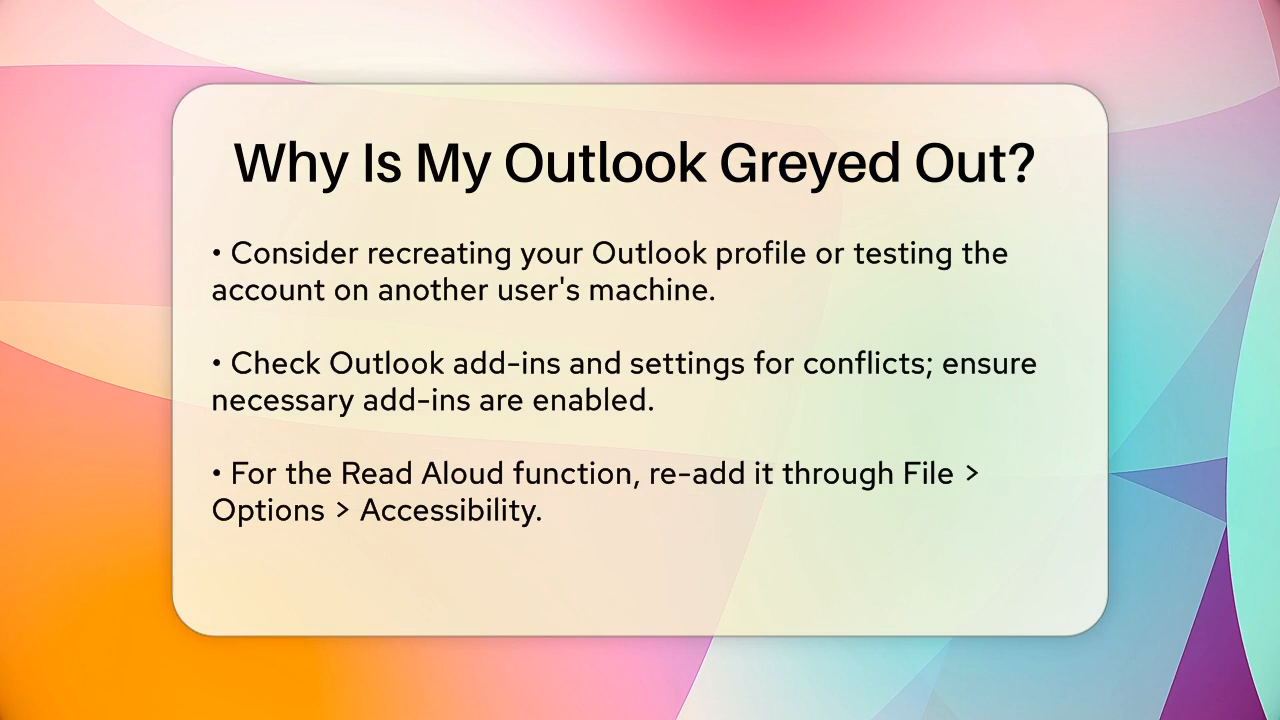 Why Is My Outlook Greyed Out?
• Consider recreating your Outlook profile or testing the
account on another user's machine.
• Check Outlook add-ins and settings for conflicts; ensure
necessary add-ins are enabled.
• For the Read Aloud function, re-add it through File >
Options > Accessibility.